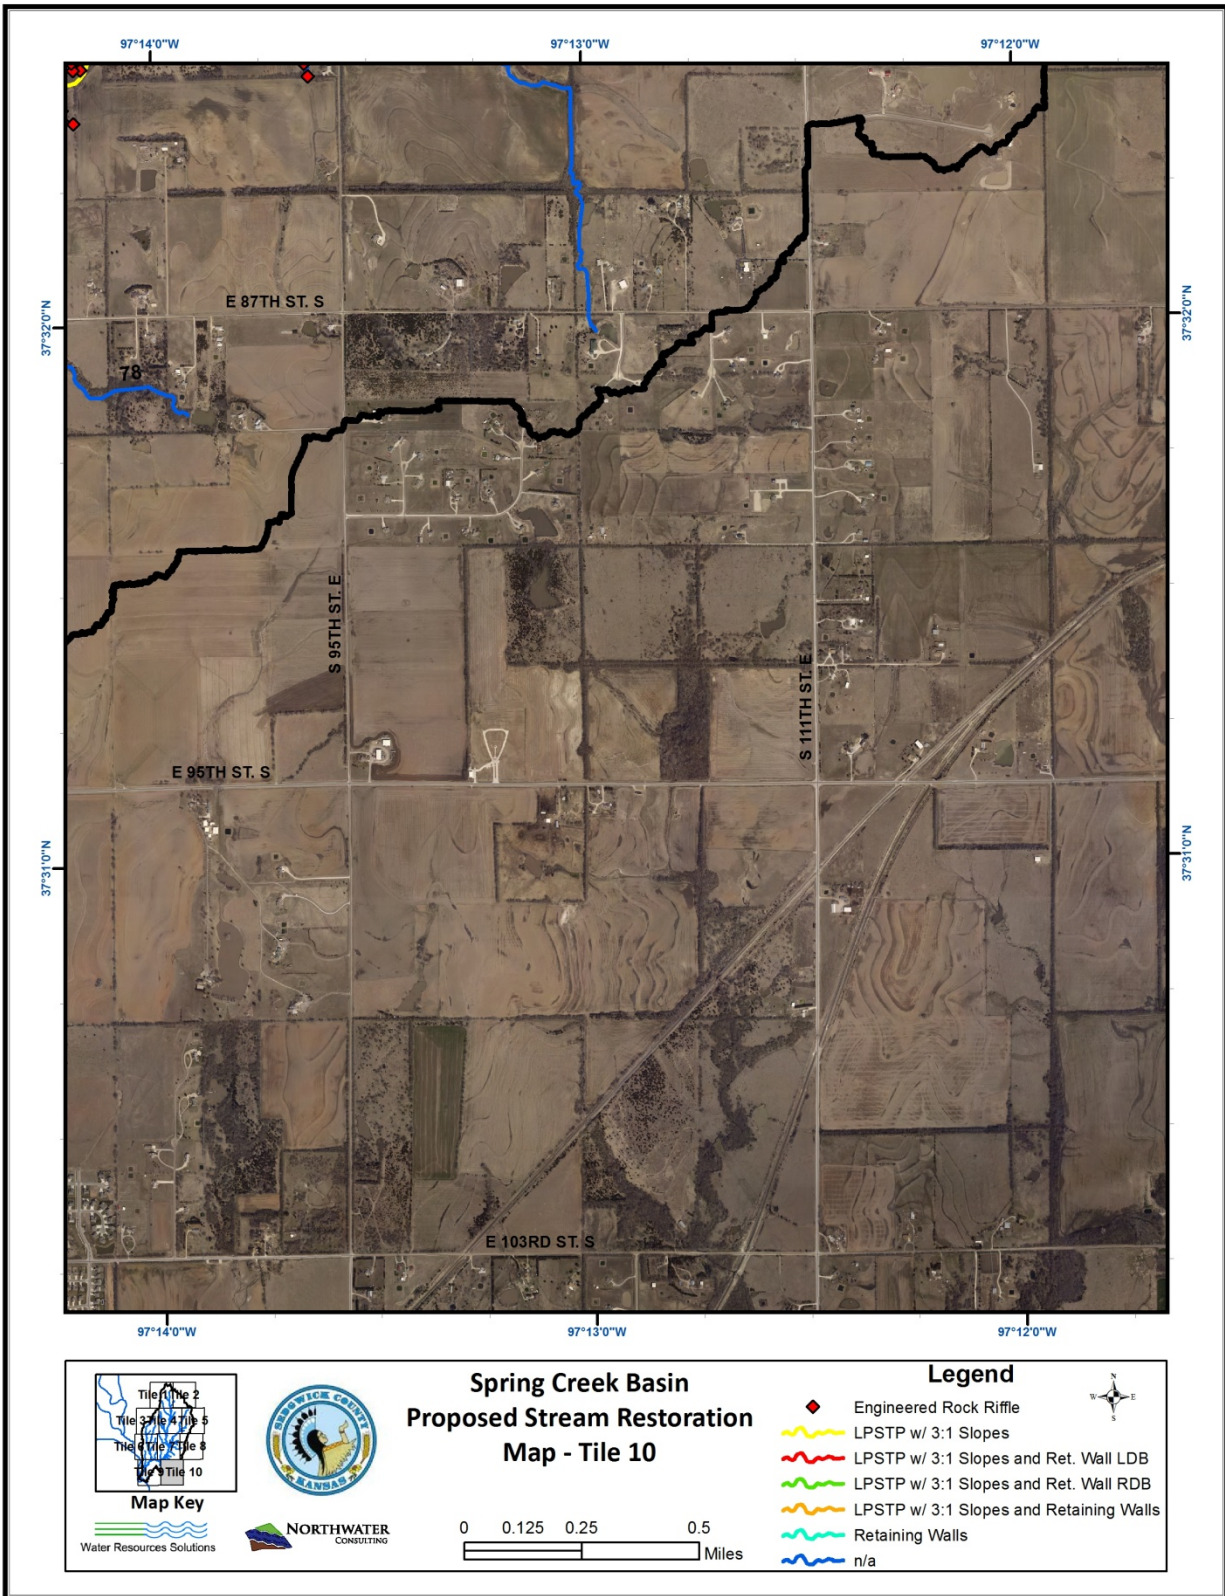 97°14'0"W
97°13'0"W
97°12'0"W
37°32'0"N
37°32'0"N
E 87TH ST. S
78
S 95TH ST. E
S 111TH ST. E
E 95TH ST. S
37°31'0"N
37°31'0"N
E 103RD ST. S
97°14'0"W
97°13'0"W
97°12'0"W
Tile 1 Tile 2
Tile 3 Tile 4 Tile 5
Tile 6 Tile 7 Tile 8
Tile 9 Tile 10
Map Key
Water Resources Solutions
SEDGWICK COUNTY
KANSAS
NORTHWATER
CONSULTING
Spring Creek Basin
Proposed Stream Restoration
Map - Tile 10
0 0.125 0.25 0.5
Miles
Legend
N
W E
S
Engineered Rock Riffle
LPSTP w/ 3:1 Slopes
LPSTP w/ 3:1 Slopes and Ret. Wall LDB
LPSTP w/ 3:1 Slopes and Ret. Wall RDB
LPSTP w/ 3:1 Slopes and Retaining Walls
Retaining Walls
n/a